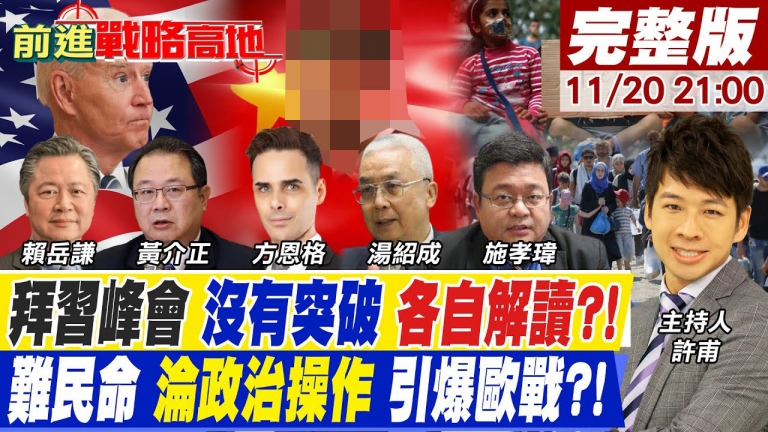 前進戰略高地
完整版
11/20 21:00
賴岳謙
黃介正
方恩格
湯紹成
施孝瑋
主持人
許甫
拜習峰會 沒有突破 各自解讀?!
難民命 淪政治操作 引爆歐戰?!